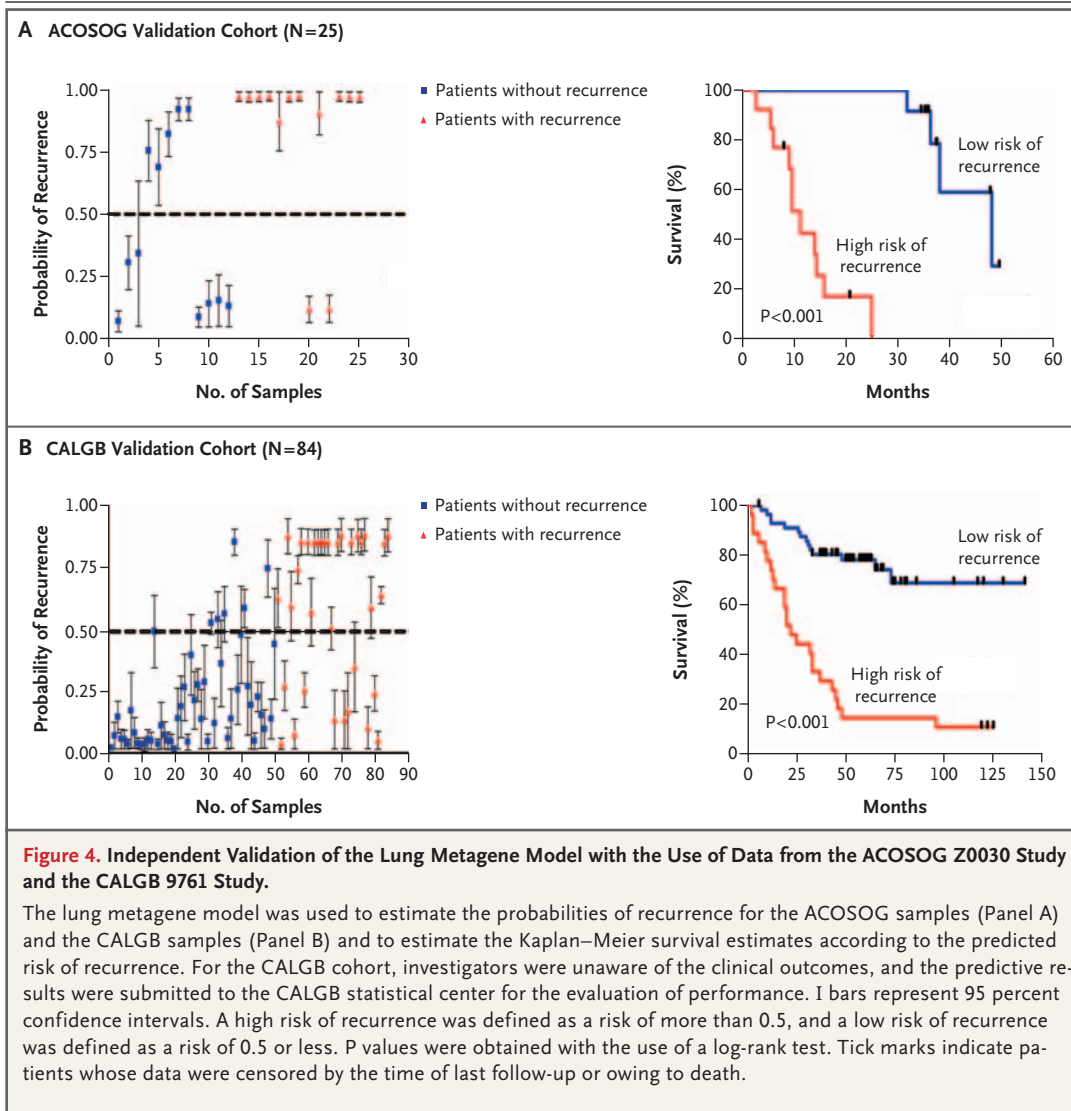 A ACOSOG Validation Cohort (N=25)
Probability of Recurrence
1.00
0.75
0.50
0.25
0.00
0 5 10 15 20 25 30
No. of Samples
Patients without recurrence
Patients with recurrence
Survival (%)
100
80
60
40
20
0
Low risk of
recurrence
High risk of
recurrence
P<0.001
0 10 20 30 40 50 60
Months
B CALGB Validation Cohort (N=84)
Probability of Recurrence
1.00
0.75
0.50
0.25
0.00
0 10 20 30 40 50 60 70 80 90
No. of Samples
Patients without recurrence
Patients with recurrence
Survival (%)
100
80
60
40
20
0
Low risk of
recurrence
High risk of
recurrence
P<0.001
0 25 50 75 100 125 150
Months
Figure 4. Independent Validation of the Lung Metagene Model with the Use of Data from the ACOSOG Z0030 Study
and the CALGB 9761 Study.
The lung metagene model was used to estimate the probabilities of recurrence for the ACOSOG samples (Panel A)
and the CALGB samples (Panel B) and to estimate the Kaplan–Meier survival estimates according to the predicted
risk of recurrence. For the CALGB cohort, investigators were unaware of the clinical outcomes, and the predictive re-
sults were submitted to the CALGB statistical center for the evaluation of performance. I bars represent 95 percent
confidence intervals. A high risk of recurrence was defined as a risk of more than 0.5, and a low risk of recurrence
was defined as a risk of 0.5 or less. P values were obtained with the use of a log-rank test. Tick marks indicate pa-
tients whose data were censored by the time of last follow-up or owing to death.